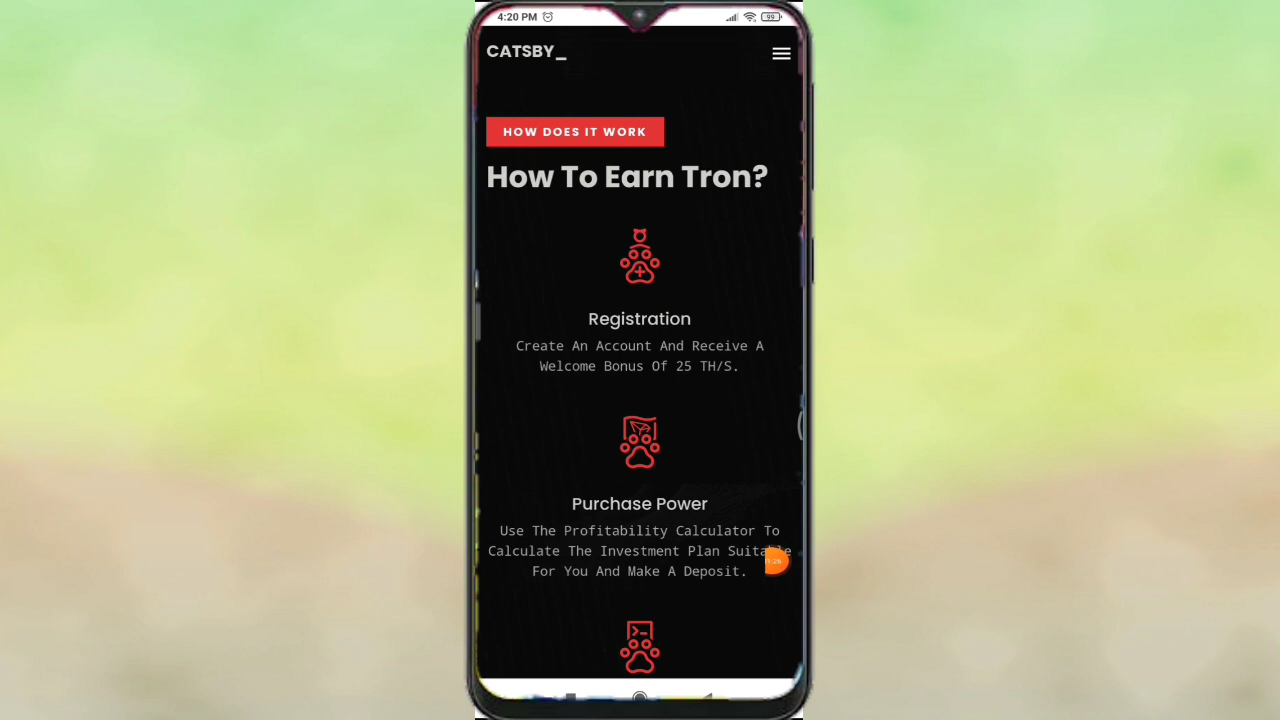 4:20 PM
99
CATSBY_
HOW DOES IT WORK
How To Earn Tron?
Registration
Create An Account And Receive A
Welcome Bonus Of 25 TH/S.
Purchase Power
Use The Profitability Calculator To
Calculate The Investment Plan Suitable
For You And Make A Deposit.